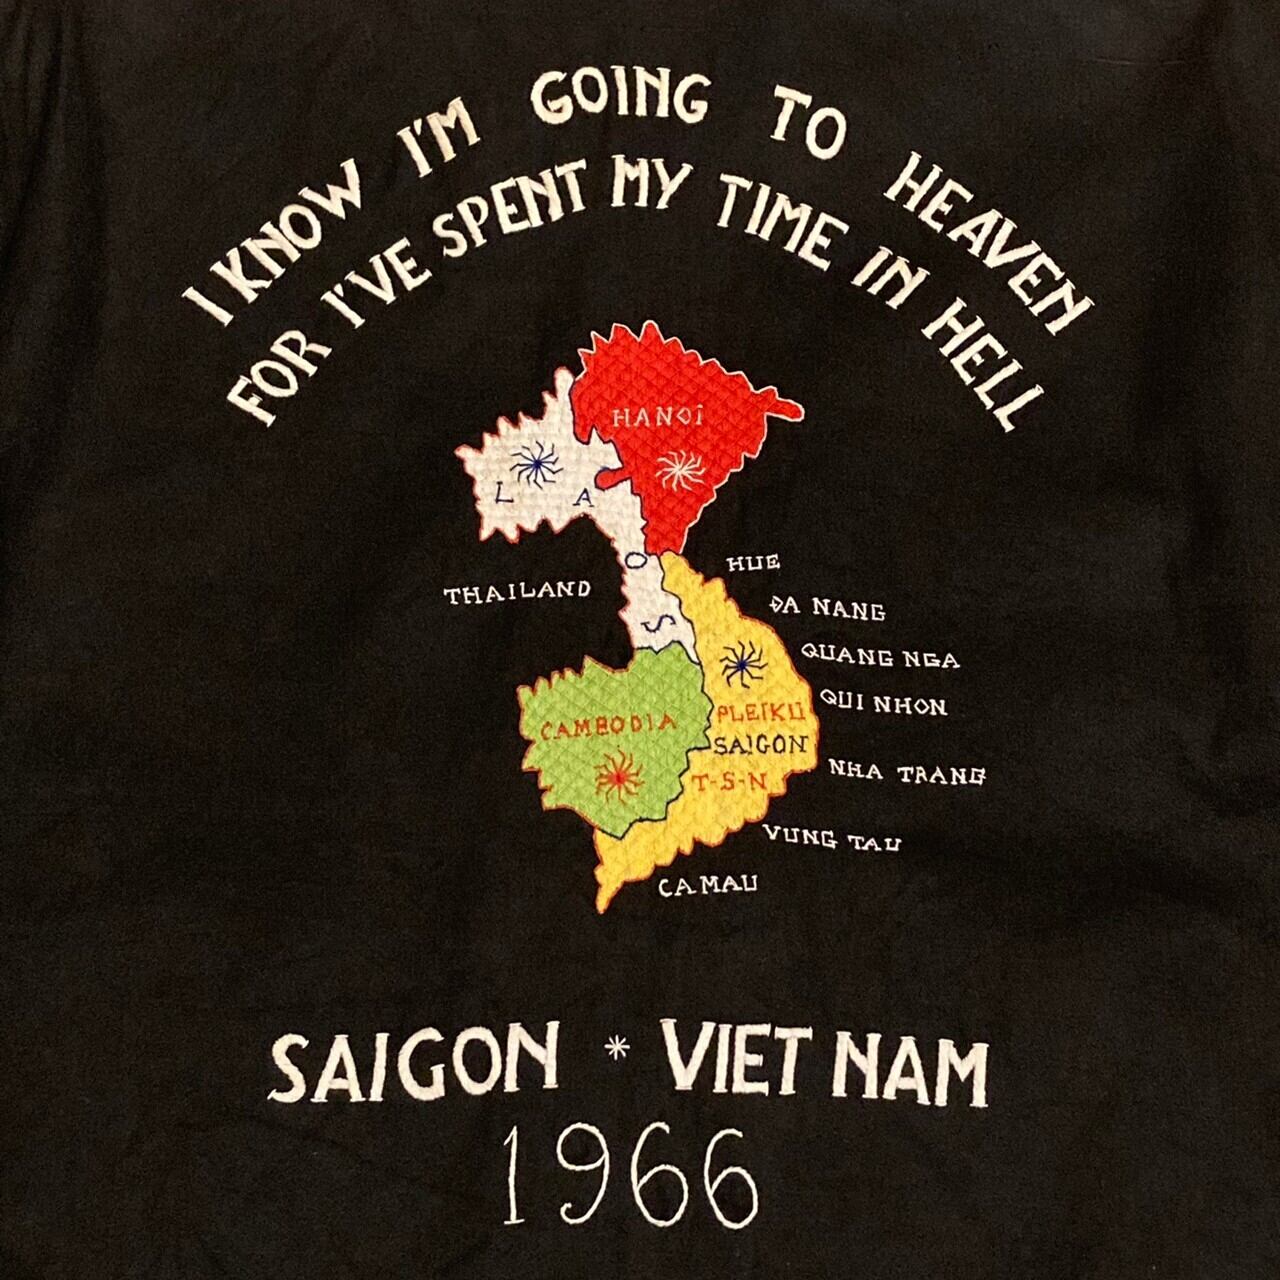 I KNOW I'M GOING TO HEAVEN
FOR I'VE SPENT MY TIME IN HELL
HANOI
LAOS
HUE
THAILAND
ĐA NANG
QUANG NGA
QUI NHON
CAMBODIA
PLEIKU
SAIGON
NHA TRANG
T-S-N
VUNG TAU
CA MAU
SAIGON * VIET NAM
1966